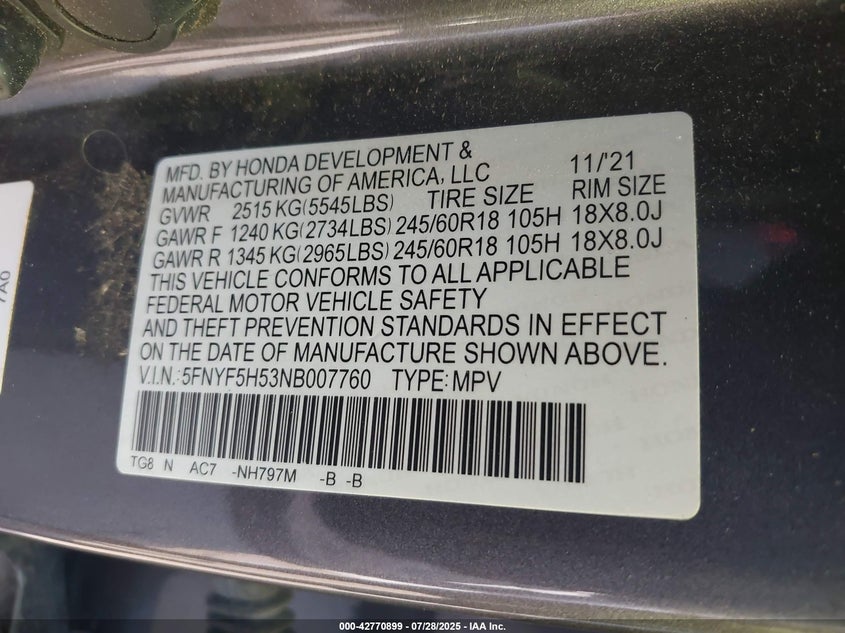 MFD. BY HONDA DEVELOPMENT &
MANUFACTURING OF AMERICA, LLC 11/'21
GVWR 2515 KG(5545LBS) TIRE SIZE RIM SIZE
GAWR F 1240 KG(2734LBS) 245/60R18 105H 18X8.0J
GAWR R 1345 KG(2965LBS) 245/60R18 105H 18X8.0J
THIS VEHICLE CONFORMS TO ALL APPLICABLE
FEDERAL MOTOR VEHICLE SAFETY
AND THEFT PREVENTION STANDARDS IN EFFECT
ON THE DATE OF MANUFACTURE SHOWN ABOVE.
V.I.N.: 5FNYF5H53NB007760 TYPE: MPV
TG8 N AC7 -NH797M -B -B
7A0
000-42770899 - 07/28/2025 - IAA Inc.